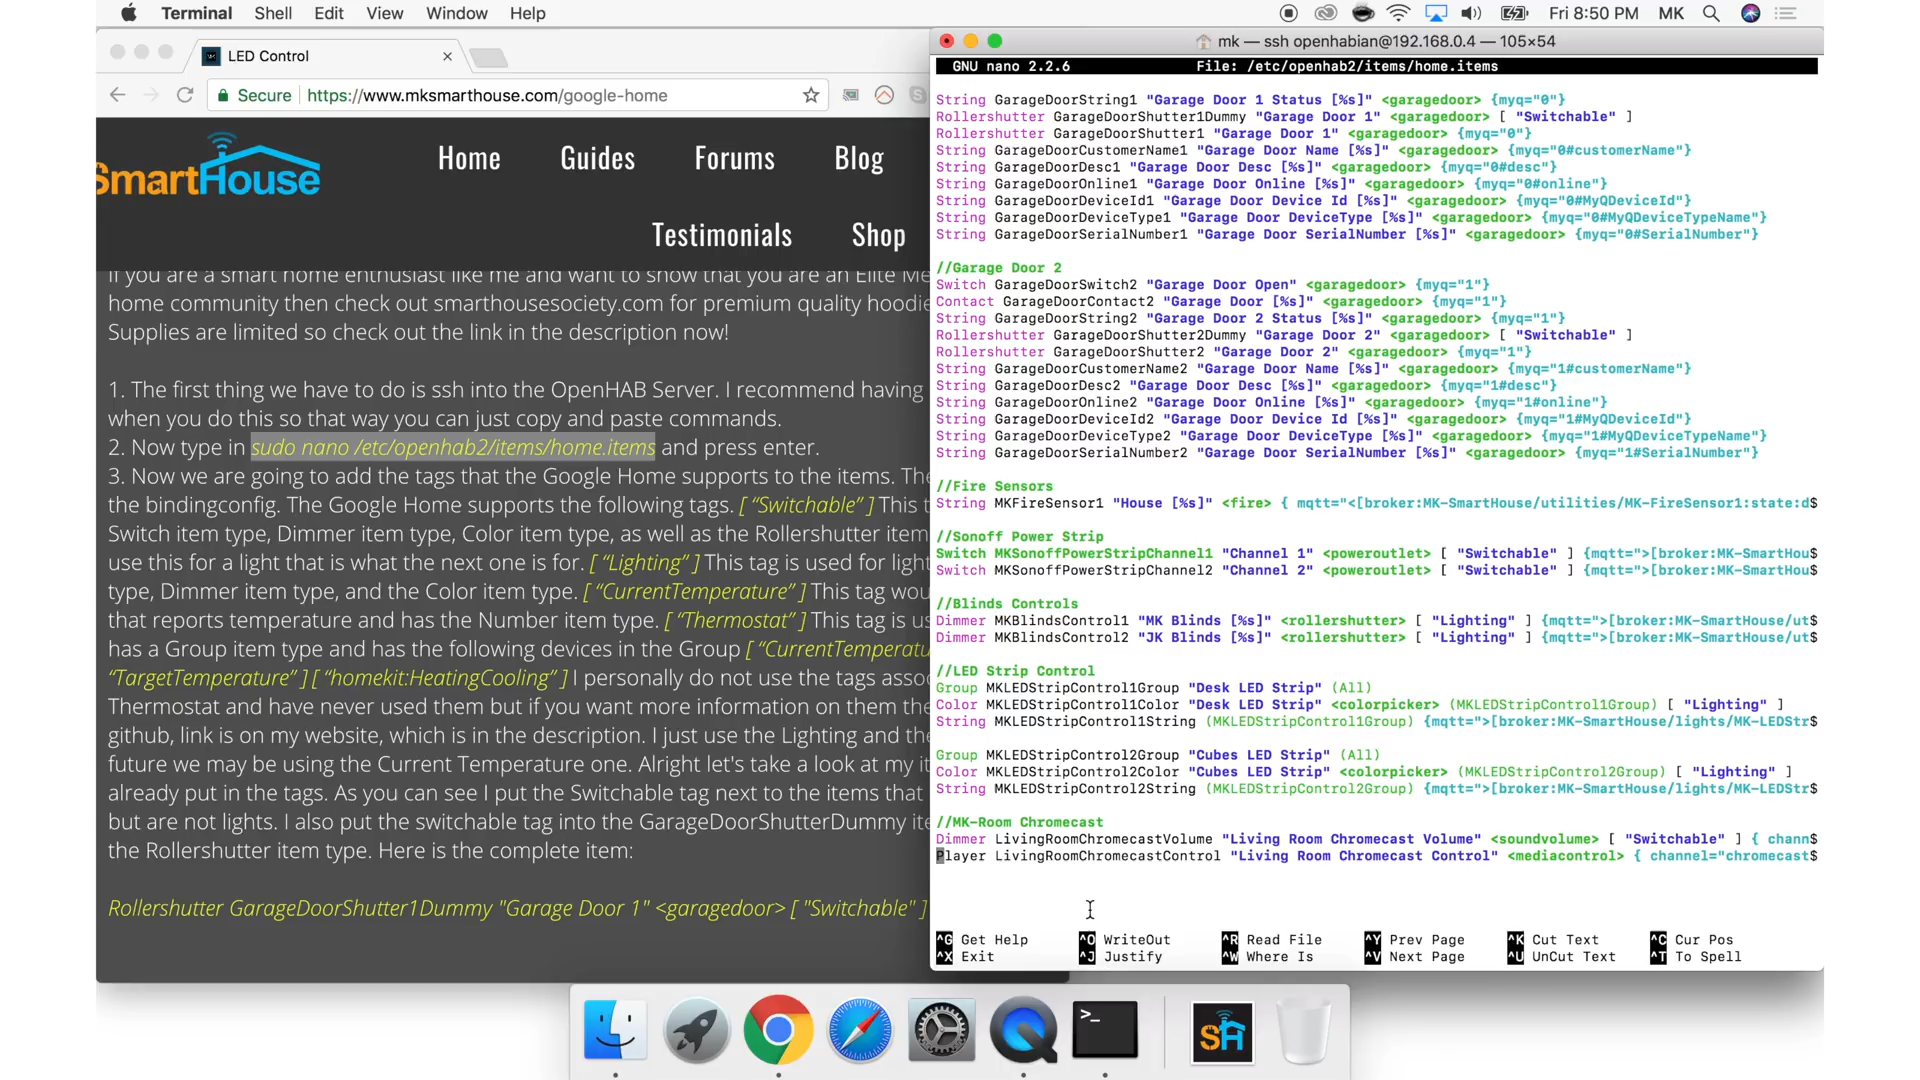 Terminal Shell Edit View Window Help
Fri 8:50 PM MK
LED Control
Secure https://www.mksmarthouse.com/google-home
SmartHouse
Home Guides Forums Blog
Testimonials Shop
If you are a smart home enthusiast like me and want to show that you are an Elite Me
home community then check out smarthousesociety.com for premium quality hoodie
Supplies are limited so check out the link in the description now!
1. The first thing we have to do is ssh into the OpenHAB Server. I recommend having
when you do this so that way you can just copy and paste commands.
2. Now type in sudo nano /etc/openhab2/items/home.items and press enter.
3. Now we are going to add the tags that the Google Home supports to the items. The
the bindingconfig. The Google Home supports the following tags. [ “Switchable” ] This t
Switch item type, Dimmer item type, Color item type, as well as the Rollershutter item
use this for a light that is what the next one is for. [ “Lighting” ] This tag is used for light
type, Dimmer item type, and the Color item type. [ “CurrentTemperature” ] This tag wou
that reports temperature and has the Number item type. [ “Thermostat” ] This tag is us
has a Group item type and has the following devices in the Group [ “CurrentTemperatu
“TargetTemperature” ] [ “homekit:HeatingCooling” ] I personally do not use the tags asso
Thermostat and have never used them but if you want more information on them the
github, link is on my website, which is in the description. I just use the Lighting and the
future we may be using the Current Temperature one. Alright let's take a look at my it
already put in the tags. As you can see I put the Switchable tag next to the items that
but are not lights. I also put the switchable tag into the GarageDoorShutterDummy ite
the Rollershutter item type. Here is the complete item:
Rollershutter GarageDoorShutter1Dummy "Garage Door 1" <garagedoor> [ "Switchable" ]
mk — ssh openhabian@192.168.0.4 — 105×54
GNU nano 2.2.6 File: /etc/openhab2/items/home.items
String GarageDoorString1 "Garage Door 1 Status [%s]" <garagedoor> {myq="0"}
Rollershutter GarageDoorShutter1Dummy "Garage Door 1" <garagedoor> [ "Switchable" ]
Rollershutter GarageDoorShutter1 "Garage Door 1" <garagedoor> {myq="0"}
String GarageDoorCustomerName1 "Garage Door Name [%s]" <garagedoor> {myq="0#customerName"}
String GarageDoorDesc1 "Garage Door Desc [%s]" <garagedoor> {myq="0#desc"}
String GarageDoorOnline1 "Garage Door Online [%s]" <garagedoor> {myq="0#online"}
String GarageDoorDeviceId1 "Garage Door Device Id [%s]" <garagedoor> {myq="0#MyQDeviceId"}
String GarageDoorDeviceType1 "Garage Door DeviceType [%s]" <garagedoor> {myq="0#MyQDeviceTypeName"}
String GarageDoorSerialNumber1 "Garage Door SerialNumber [%s]" <garagedoor> {myq="0#SerialNumber"}
//Garage Door 2
Switch GarageDoorSwitch2 "Garage Door Open" <garagedoor> {myq="1"}
Contact GarageDoorContact2 "Garage Door [%s]" <garagedoor> {myq="1"}
String GarageDoorString2 "Garage Door 2 Status [%s]" <garagedoor> {myq="1"}
Rollershutter GarageDoorShutter2Dummy "Garage Door 2" <garagedoor> [ "Switchable" ]
Rollershutter GarageDoorShutter2 "Garage Door 2" <garagedoor> {myq="1"}
String GarageDoorCustomerName2 "Garage Door Name [%s]" <garagedoor> {myq="1#customerName"}
String GarageDoorDesc2 "Garage Door Desc [%s]" <garagedoor> {myq="1#desc"}
String GarageDoorOnline2 "Garage Door Online [%s]" <garagedoor> {myq="1#online"}
String GarageDoorDeviceId2 "Garage Door Device Id [%s]" <garagedoor> {myq="1#MyQDeviceId"}
String GarageDoorDeviceType2 "Garage Door DeviceType [%s]" <garagedoor> {myq="1#MyQDeviceTypeName"}
String GarageDoorSerialNumber2 "Garage Door SerialNumber [%s]" <garagedoor> {myq="1#SerialNumber"}
//Fire Sensors
String MKFireSensor1 "House [%s]" <fire> { mqtt="<[broker:MK-SmartHouse/utilities/MK-FireSensor1:state:d$
//Sonoff Power Strip
Switch MKSonoffPowerStripChannel1 "Channel 1" <poweroutlet> [ "Switchable" ] {mqtt=">[broker:MK-SmartHou$
Switch MKSonoffPowerStripChannel2 "Channel 2" <poweroutlet> [ "Switchable" ] {mqtt=">[broker:MK-SmartHou$
//Blinds Controls
Dimmer MKBlindsControl1 "MK Blinds [%s]" <rollershutter> [ "Lighting" ] {mqtt=">[broker:MK-SmartHouse/ut$
Dimmer MKBlindsControl2 "JK Blinds [%s]" <rollershutter> [ "Lighting" ] {mqtt=">[broker:MK-SmartHouse/ut$
//LED Strip Control
Group MKLEDStripControl1Group "Desk LED Strip" (All)
Color MKLEDStripControl1Color "Desk LED Strip" <colorpicker> (MKLEDStripControl1Group) [ "Lighting" ]
String MKLEDStripControl1String (MKLEDStripControl1Group) {mqtt=">[broker:MK-SmartHouse/lights/MK-LEDStr$
Group MKLEDStripControl2Group "Cubes LED Strip" (All)
Color MKLEDStripControl2Color "Cubes LED Strip" <colorpicker> (MKLEDStripControl2Group) [ "Lighting" ]
String MKLEDStripControl2String (MKLEDStripControl2Group) {mqtt=">[broker:MK-SmartHouse/lights/MK-LEDStr$
//MK-Room Chromecast
Dimmer LivingRoomChromecastVolume "Living Room Chromecast Volume" <soundvolume> [ "Switchable" ] { chann$
Player LivingRoomChromecastControl "Living Room Chromecast Control" <mediacontrol> { channel="chromecast$
^G Get Help ^O WriteOut ^R Read File ^Y Prev Page ^K Cut Text ^C Cur Pos
^X Exit ^J Justify ^W Where Is ^V Next Page ^U UnCut Text ^T To Spell
>_
SH